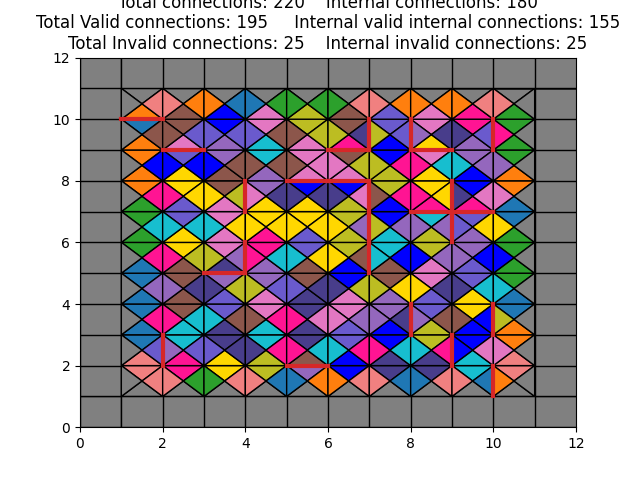 Total connections: 220 Internal connections: 180
Total Valid connections: 195 Internal valid internal connections: 155
Total Invalid connections: 25 Internal invalid connections: 25
12
10
8
6
4
2
0
0 2 4 6 8 10 12